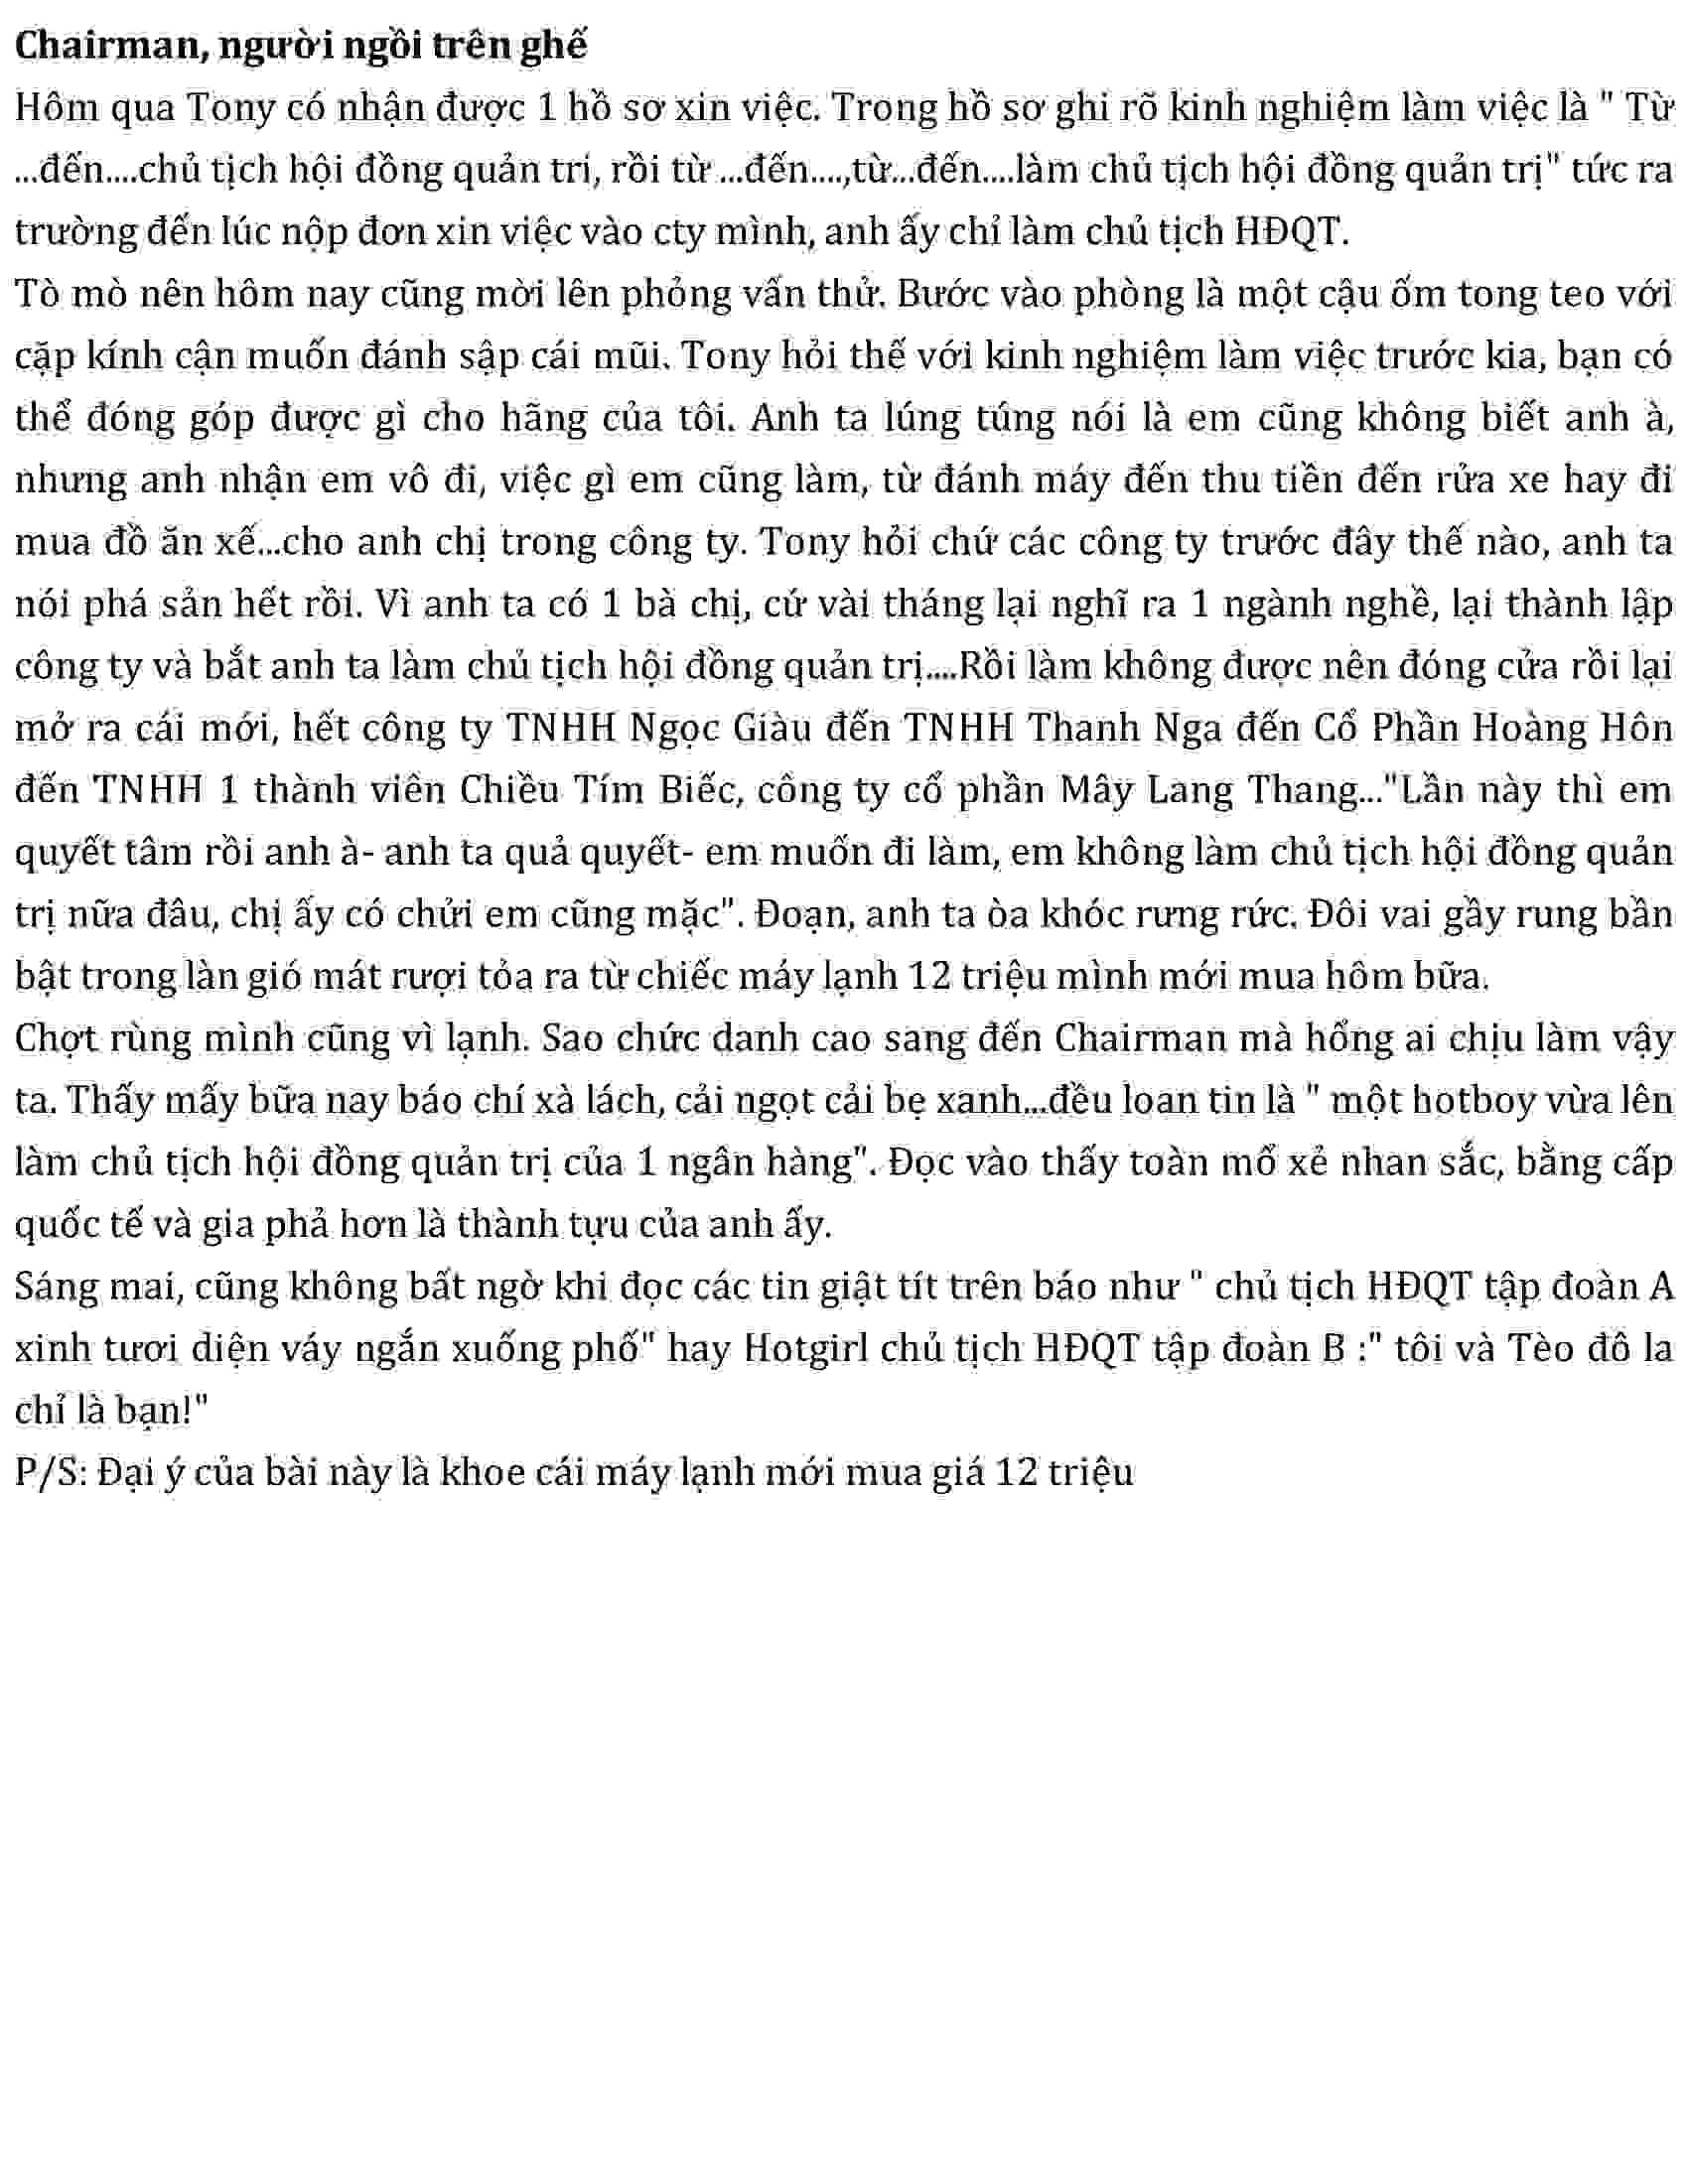 Chairman, người ngồi trên ghế
Hôm qua Tony có nhận được 1 hồ sơ xin việc. Trong hồ sơ ghi rõ kinh nghiệm làm việc là " Từ
...đến....chủ tịch hội đồng quản tri, rồi từ ...đến....,từ...đến....làm chủ tịch hội đồng quản trị" tức ra
trường đến lúc nộp đơn xin việc vào cty mình, anh ấy chỉ làm chủ tịch HĐQT.
Tò mò nên hôm nay cũng mời lên phỏng vấn thử. Bước vào phòng là một cậu ốm tong teo với
cặp kính cận muốn đánh sập cái mũi. Tony hỏi thế với kinh nghiệm làm việc trước kia, bạn có
thể đóng góp được gì cho hãng của tôi. Anh ta lúng túng nói là em cũng không biết anh à,
nhưng anh nhận em vô đi, việc gì em cũng làm, từ đánh máy đến thu tiền đến rửa xe hay đi
mua đồ ăn xế...cho anh chị trong công ty. Tony hỏi chứ các công ty trước đây thế nào, anh ta
nói phá sản hết rồi. Vì anh ta có 1 bà chị, cứ vài tháng lại nghĩ ra 1 ngành nghề, lại thành lập
công ty và bắt anh ta làm chủ tịch hội đồng quản trị....Rồi làm không được nên đóng cửa rồi lại
mở ra cái mới, hết công ty TNHH Ngọc Giàu đến TNHH Thanh Nga đến Cổ Phần Hoàng Hôn
đến TNHH 1 thành viên Chiều Tím Biếc, công ty cổ phần Mây Lang Thang..."Lần này thì em
quyết tâm rồi anh à- anh ta quả quyết- em muốn đi làm, em không làm chủ tịch hội đồng quản
trị nữa đâu, chị ấy có chửi em cũng mặc". Đoạn, anh ta òa khóc rưng rức. Đôi vai gầy rung bần
bật trong làn gió mát rượi tỏa ra từ chiếc máy lạnh 12 triệu mình mới mua hôm bữa.
Chợt rùng mình cũng vì lạnh. Sao chức danh cao sang đến Chairman mà hổng ai chịu làm vậy
ta. Thấy mấy bữa nay báo chí xà lách, cải ngọt cải bẹ xanh...đều loan tin là " một hotboy vừa lên
làm chủ tịch hội đồng quản trị của 1 ngân hàng". Đọc vào thấy toàn mổ xẻ nhan sắc, bằng cấp
quốc tế và gia phả hơn là thành tựu của anh ấy.
Sáng mai, cũng không bất ngờ khi đọc các tin giật tít trên báo như " chủ tịch HĐQT tập đoàn A
xinh tươi diện váy ngắn xuống phố" hay Hotgirl chủ tịch HĐQT tập đoàn B :" tôi và Tèo đô la
chỉ là bạn!"
P/S: Đại ý của bài này là khoe cái máy lạnh mới mua giá 12 triệu